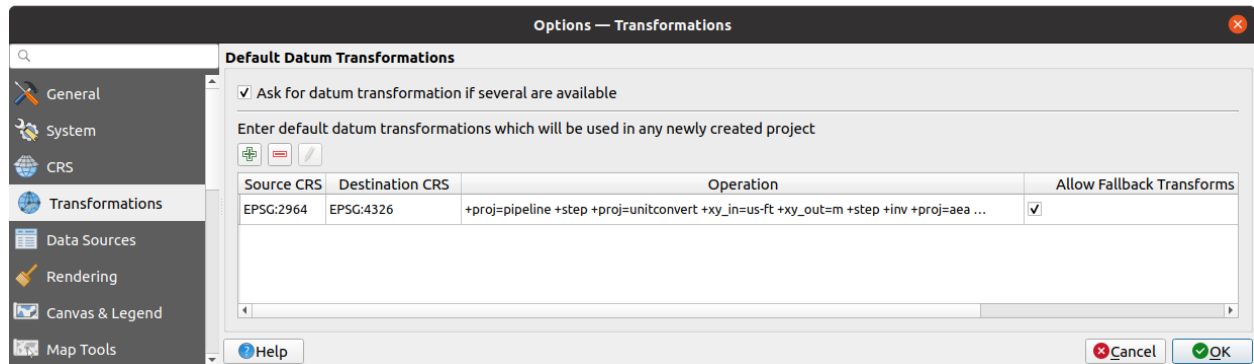 Options — Transformations
General
System
CRS
Transformations
Data Sources
Rendering
Canvas & Legend
Map Tools
Default Datum Transformations
Ask for datum transformation if several are available
Enter default datum transformations which will be used in any newly created project
Source CRS Destination CRS Operation Allow Fallback Transforms
EPSG:2964 EPSG:4326 +proj=pipeline +step +proj=unitconvert +xy_in=us-ft +xy_out=m +step +inv +proj=aea ...
Help Cancel OK